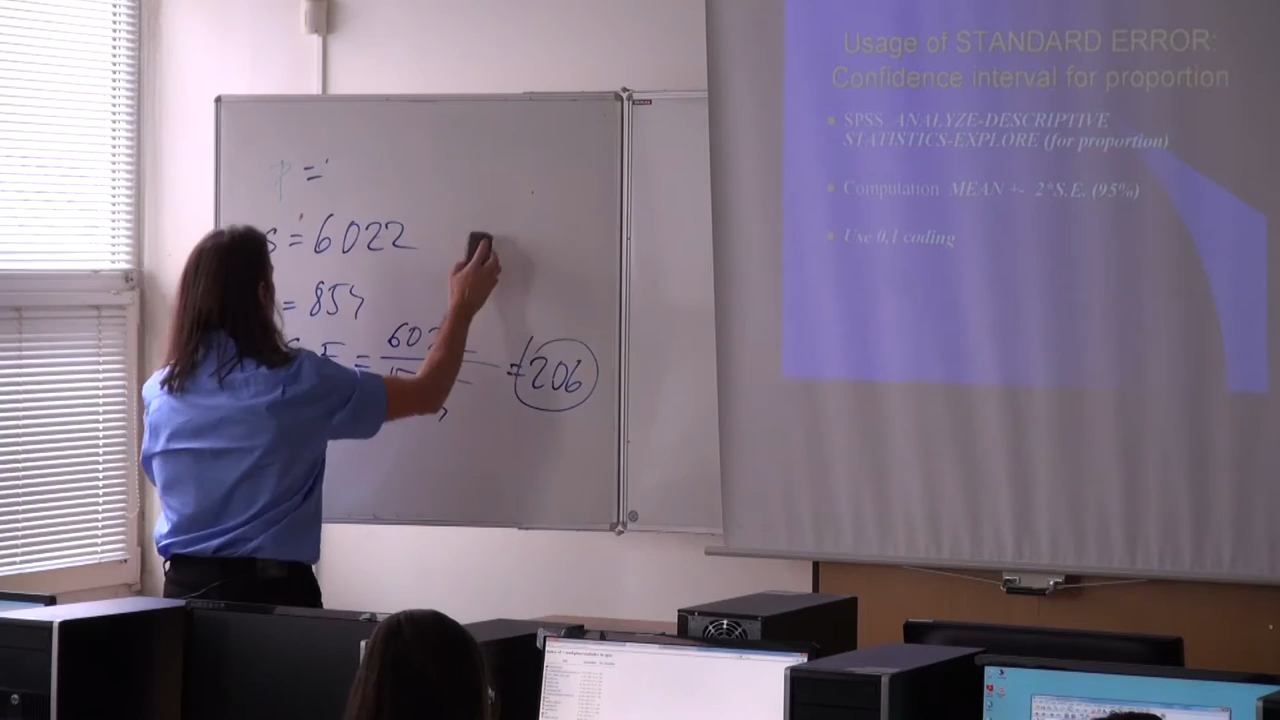 p =
s = 6022
= 854
S.E = 602
= 206
Usage of STANDARD ERROR:
Confidence interval for proportion
SPSS ANALYZE-DESCRIPTIVE
STATISTICS-EXPLORE (for proportion)
Computation MEAN +- 2*S.E. (95%)
Use 0,1 coding